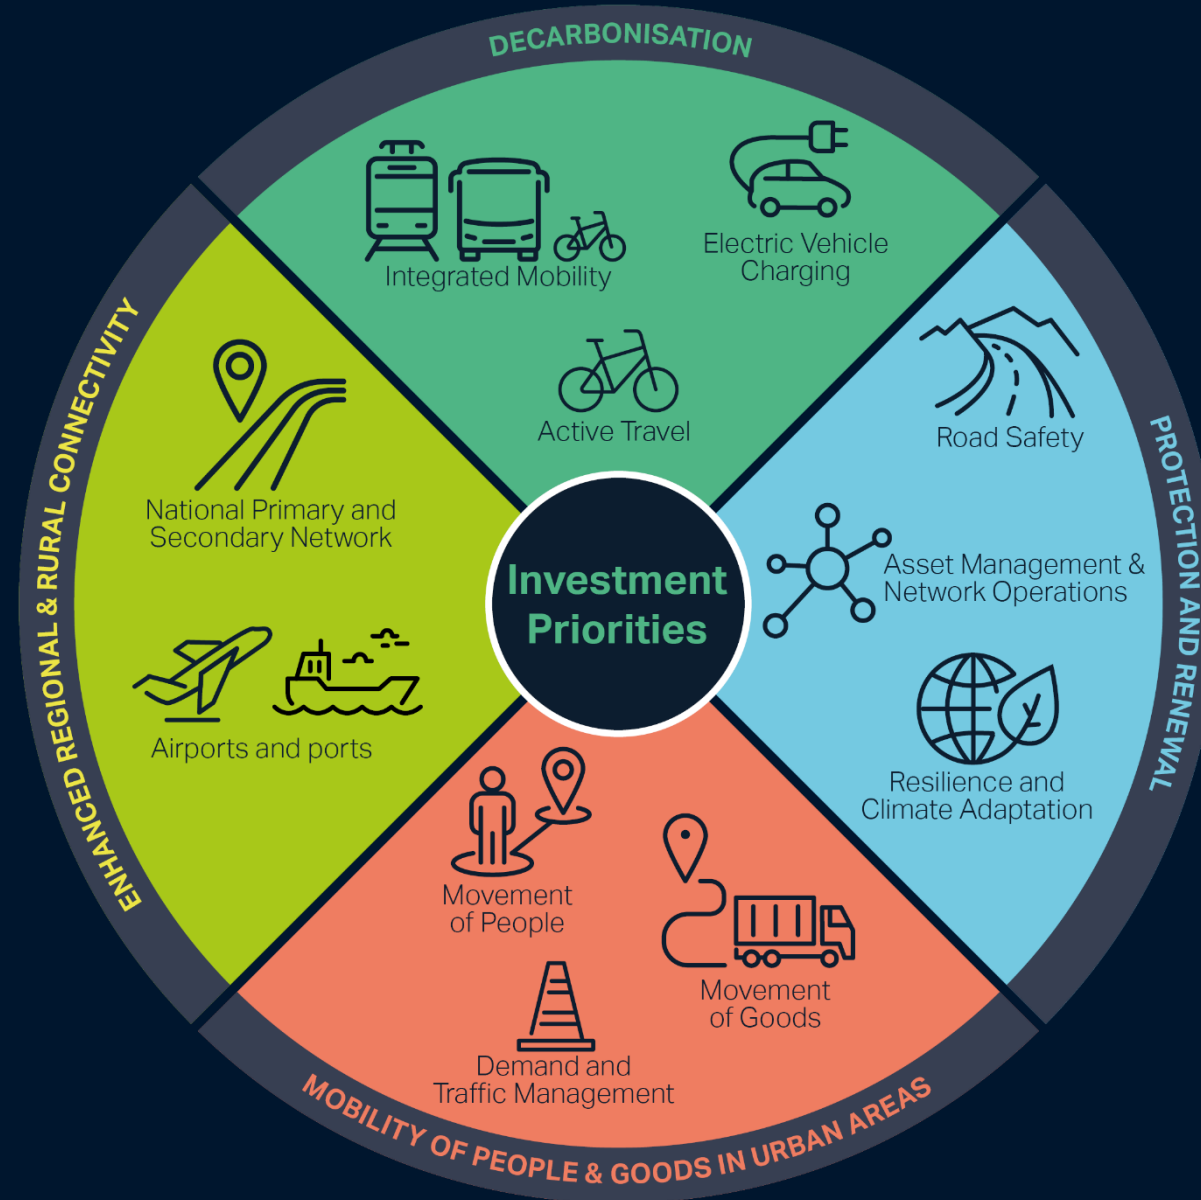 DECARBONISATION
Integrated Mobility
Electric Vehicle
Charging
Active Travel
PROTECTION AND RENEWAL
Road Safety
Asset Management &
Network Operations
Resilience and
Climate Adaptation
Investment
Priorities
ENHANCED REGIONAL & RURAL CONNECTIVITY
National Primary and
Secondary Network
Airports and ports
Movement
of People
Movement
of Goods
Demand and
Traffic Management
MOBILITY OF PEOPLE & GOODS IN URBAN AREAS